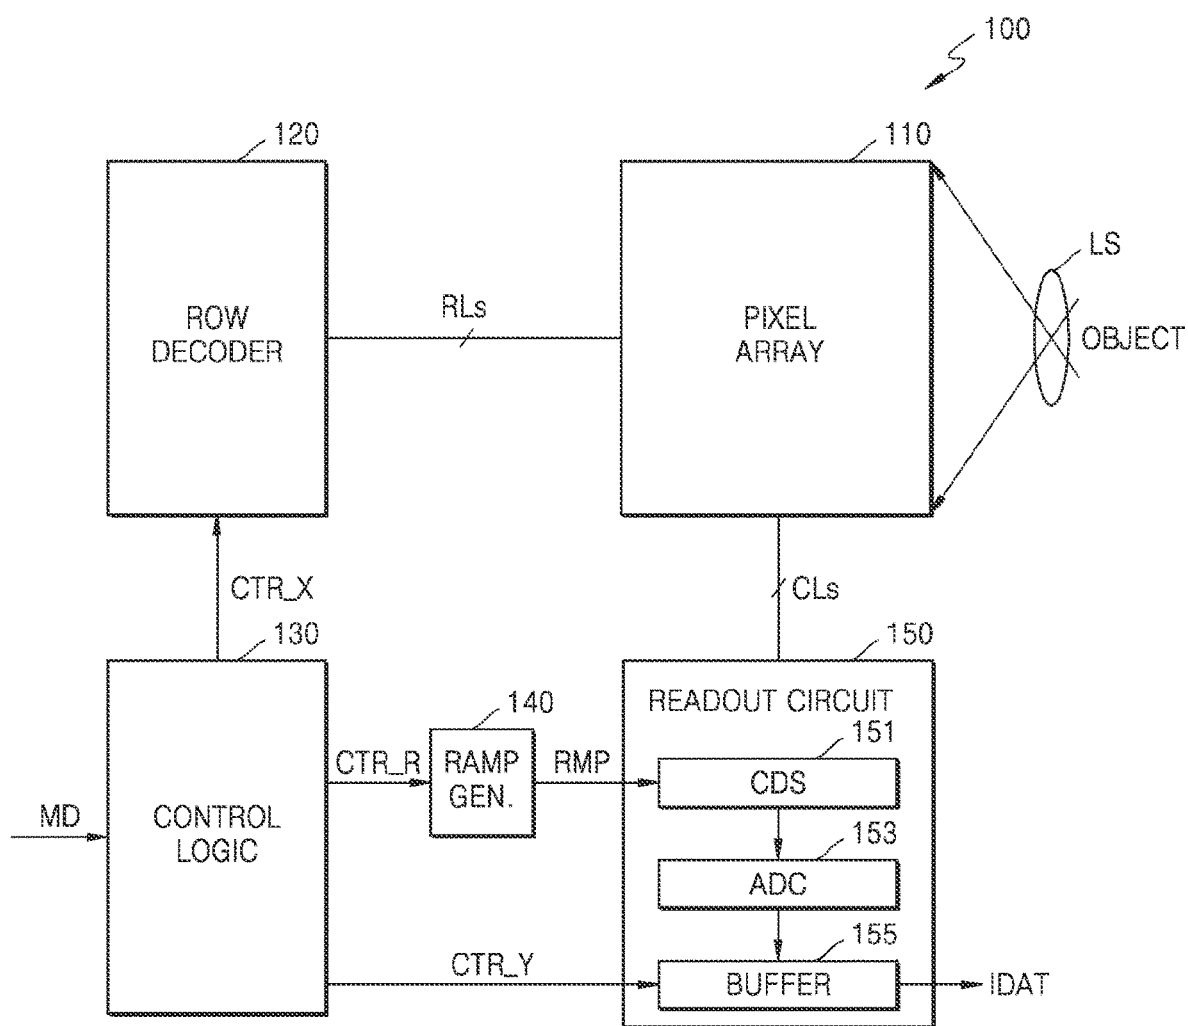 100
120
110
LS
ROW
DECODER
RLs
PIXEL
ARRAY
OBJECT
CTR_X
CLs
130
150
READOUT CIRCUIT
140
151
CTR_R
RAMP
GEN.
RMP
CDS
MD
CONTROL
LOGIC
153
ADC
155
CTR_Y
BUFFER
IDAT